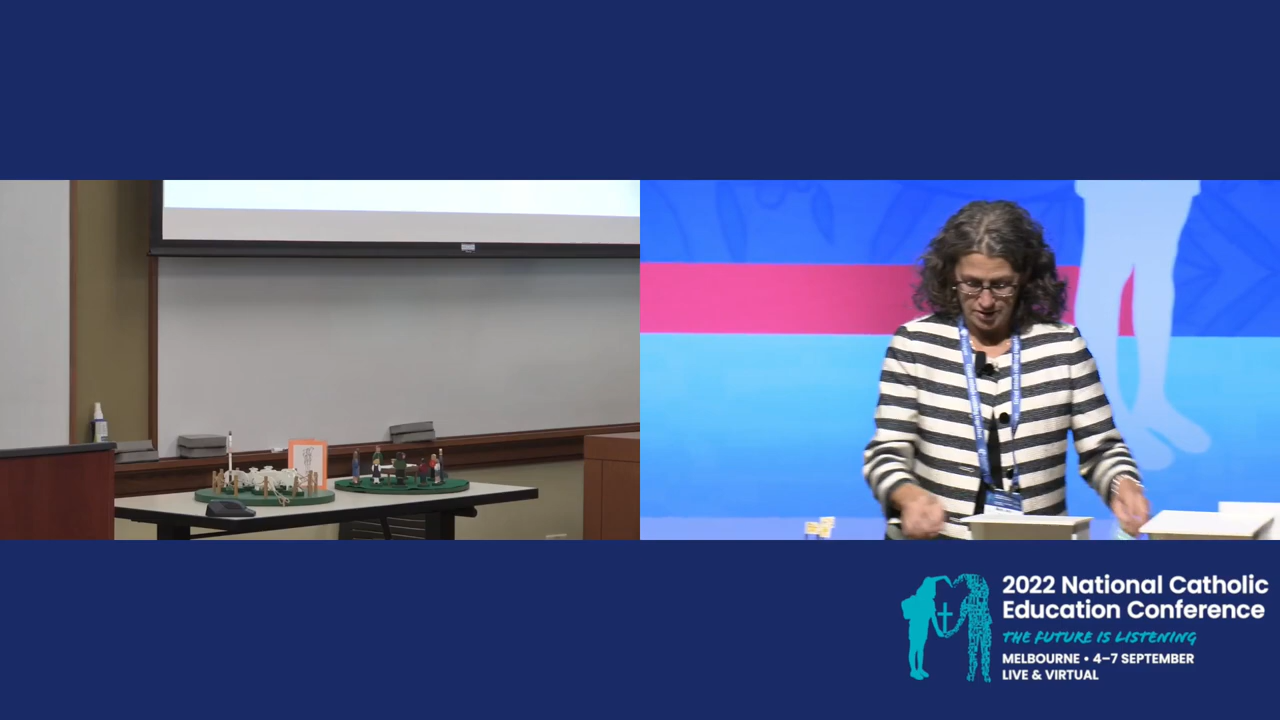 2022 National Catholic
Education Conference
THE FUTURE IS LISTENING
MELBOURNE • 4–7 SEPTEMBER
LIVE & VIRTUAL